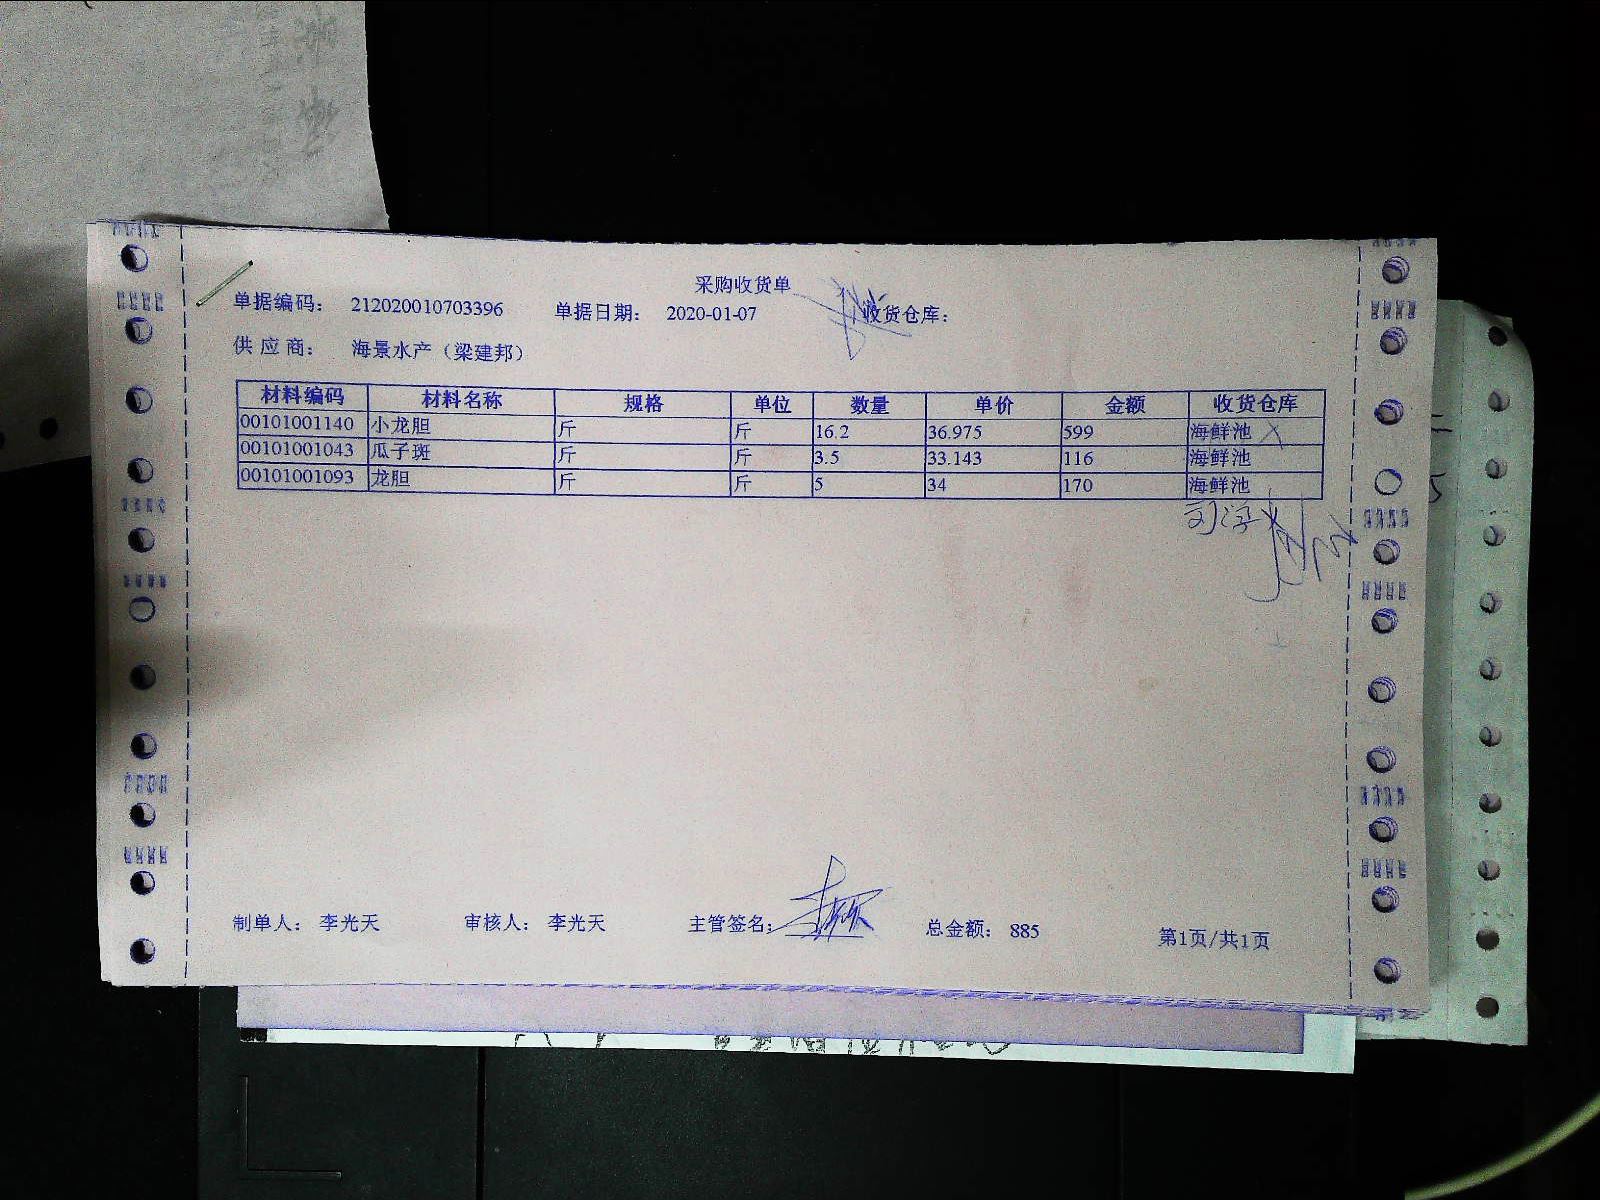 采购收货单
单据编码： 212020010703396 单据日期： 2020-01-07 收货仓库：
供应商： 海景水产（梁建邦）
材料编码 材料名称 规格 单位 数量 单价 金额 收货仓库
00101001140 小龙胆 斤 斤 16.2 36.975 599 海鲜池
00101001043 瓜子斑 斤 斤 3.5 33.143 116 海鲜池
00101001093 龙胆 斤 斤 5 34 170 海鲜池
制单人： 李光天 审核人： 李光天 主管签名： 总金额： 885 第1页/共1页